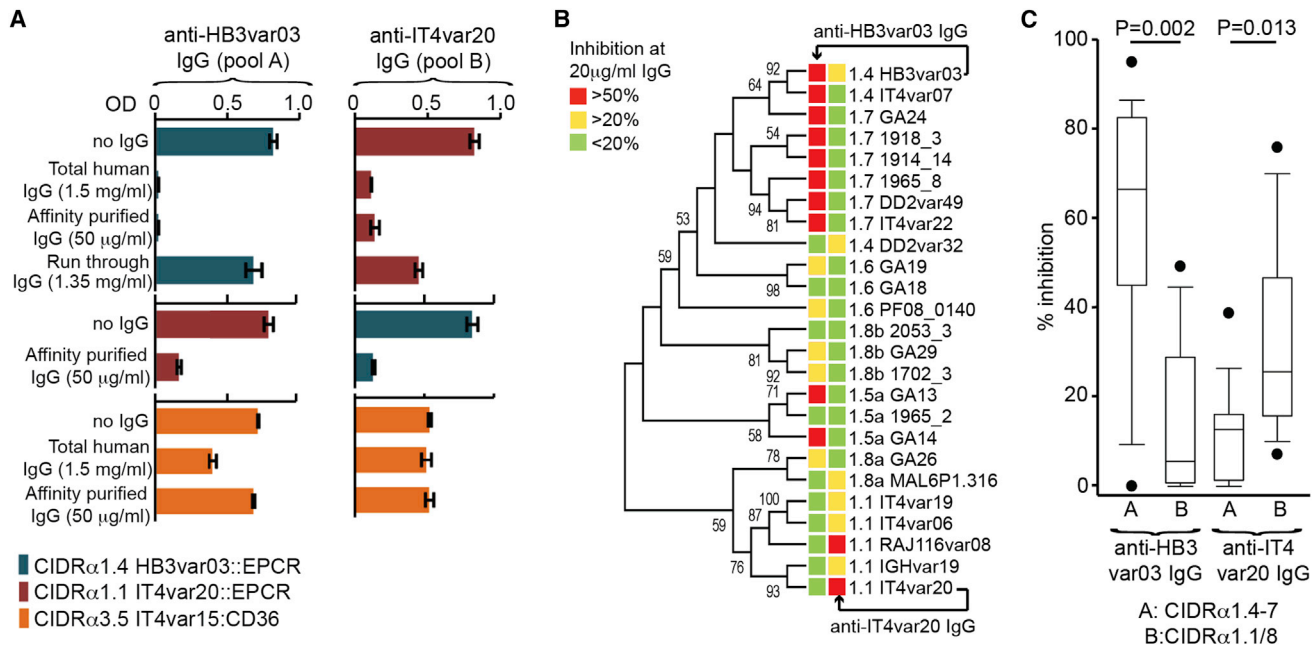 A
anti-HB3var03
IgG (pool A)
anti-IT4var20
IgG (pool B)
OD
0 0.5 1.0
0 0.5 1.0
no IgG
Total human
IgG (1.5 mg/ml)
Affinity purified
IgG (50 μg/ml)
Run through
IgG (1.35 mg/ml)
no IgG
Affinity purified
IgG (50 μg/ml)
no IgG
Total human
IgG (1.5 mg/ml)
Affinity purified
IgG (50 μg/ml)
CIDRα1.4 HB3var03::EPCR
CIDRα1.1 IT4var20::EPCR
CIDRα3.5 IT4var15:CD36
B
Inhibition at
20μg/ml IgG
>50%
>20%
<20%
anti-HB3var03 IgG
1.4 HB3var03
1.4 IT4var07
1.7 GA24
1.7 1918_3
1.7 1914_14
1.7 1965_8
1.7 DD2var49
1.7 IT4var22
1.4 DD2var32
1.6 GA19
1.6 GA18
1.6 PF08_0140
1.8b 2053_3
1.8b GA29
1.8b 1702_3
1.5a GA13
1.5a 1965_2
1.5a GA14
1.8a GA26
1.8a MAL6P1.316
1.1 IT4var19
1.1 IT4var06
1.1 RAJ116var08
1.1 IGHvar19
1.1 IT4var20
anti-IT4var20 IgG
92
64
54
94
81
53
59
98
81
92
71
58
78
100
87
59
76
93
C
P=0.002
P=0.013
% inhibition
100
80
60
40
20
0
A B A B
anti-HB3
var03 IgG
anti-IT4
var20 IgG
A: CIDRα1.4-7
B:CIDRα1.1/8